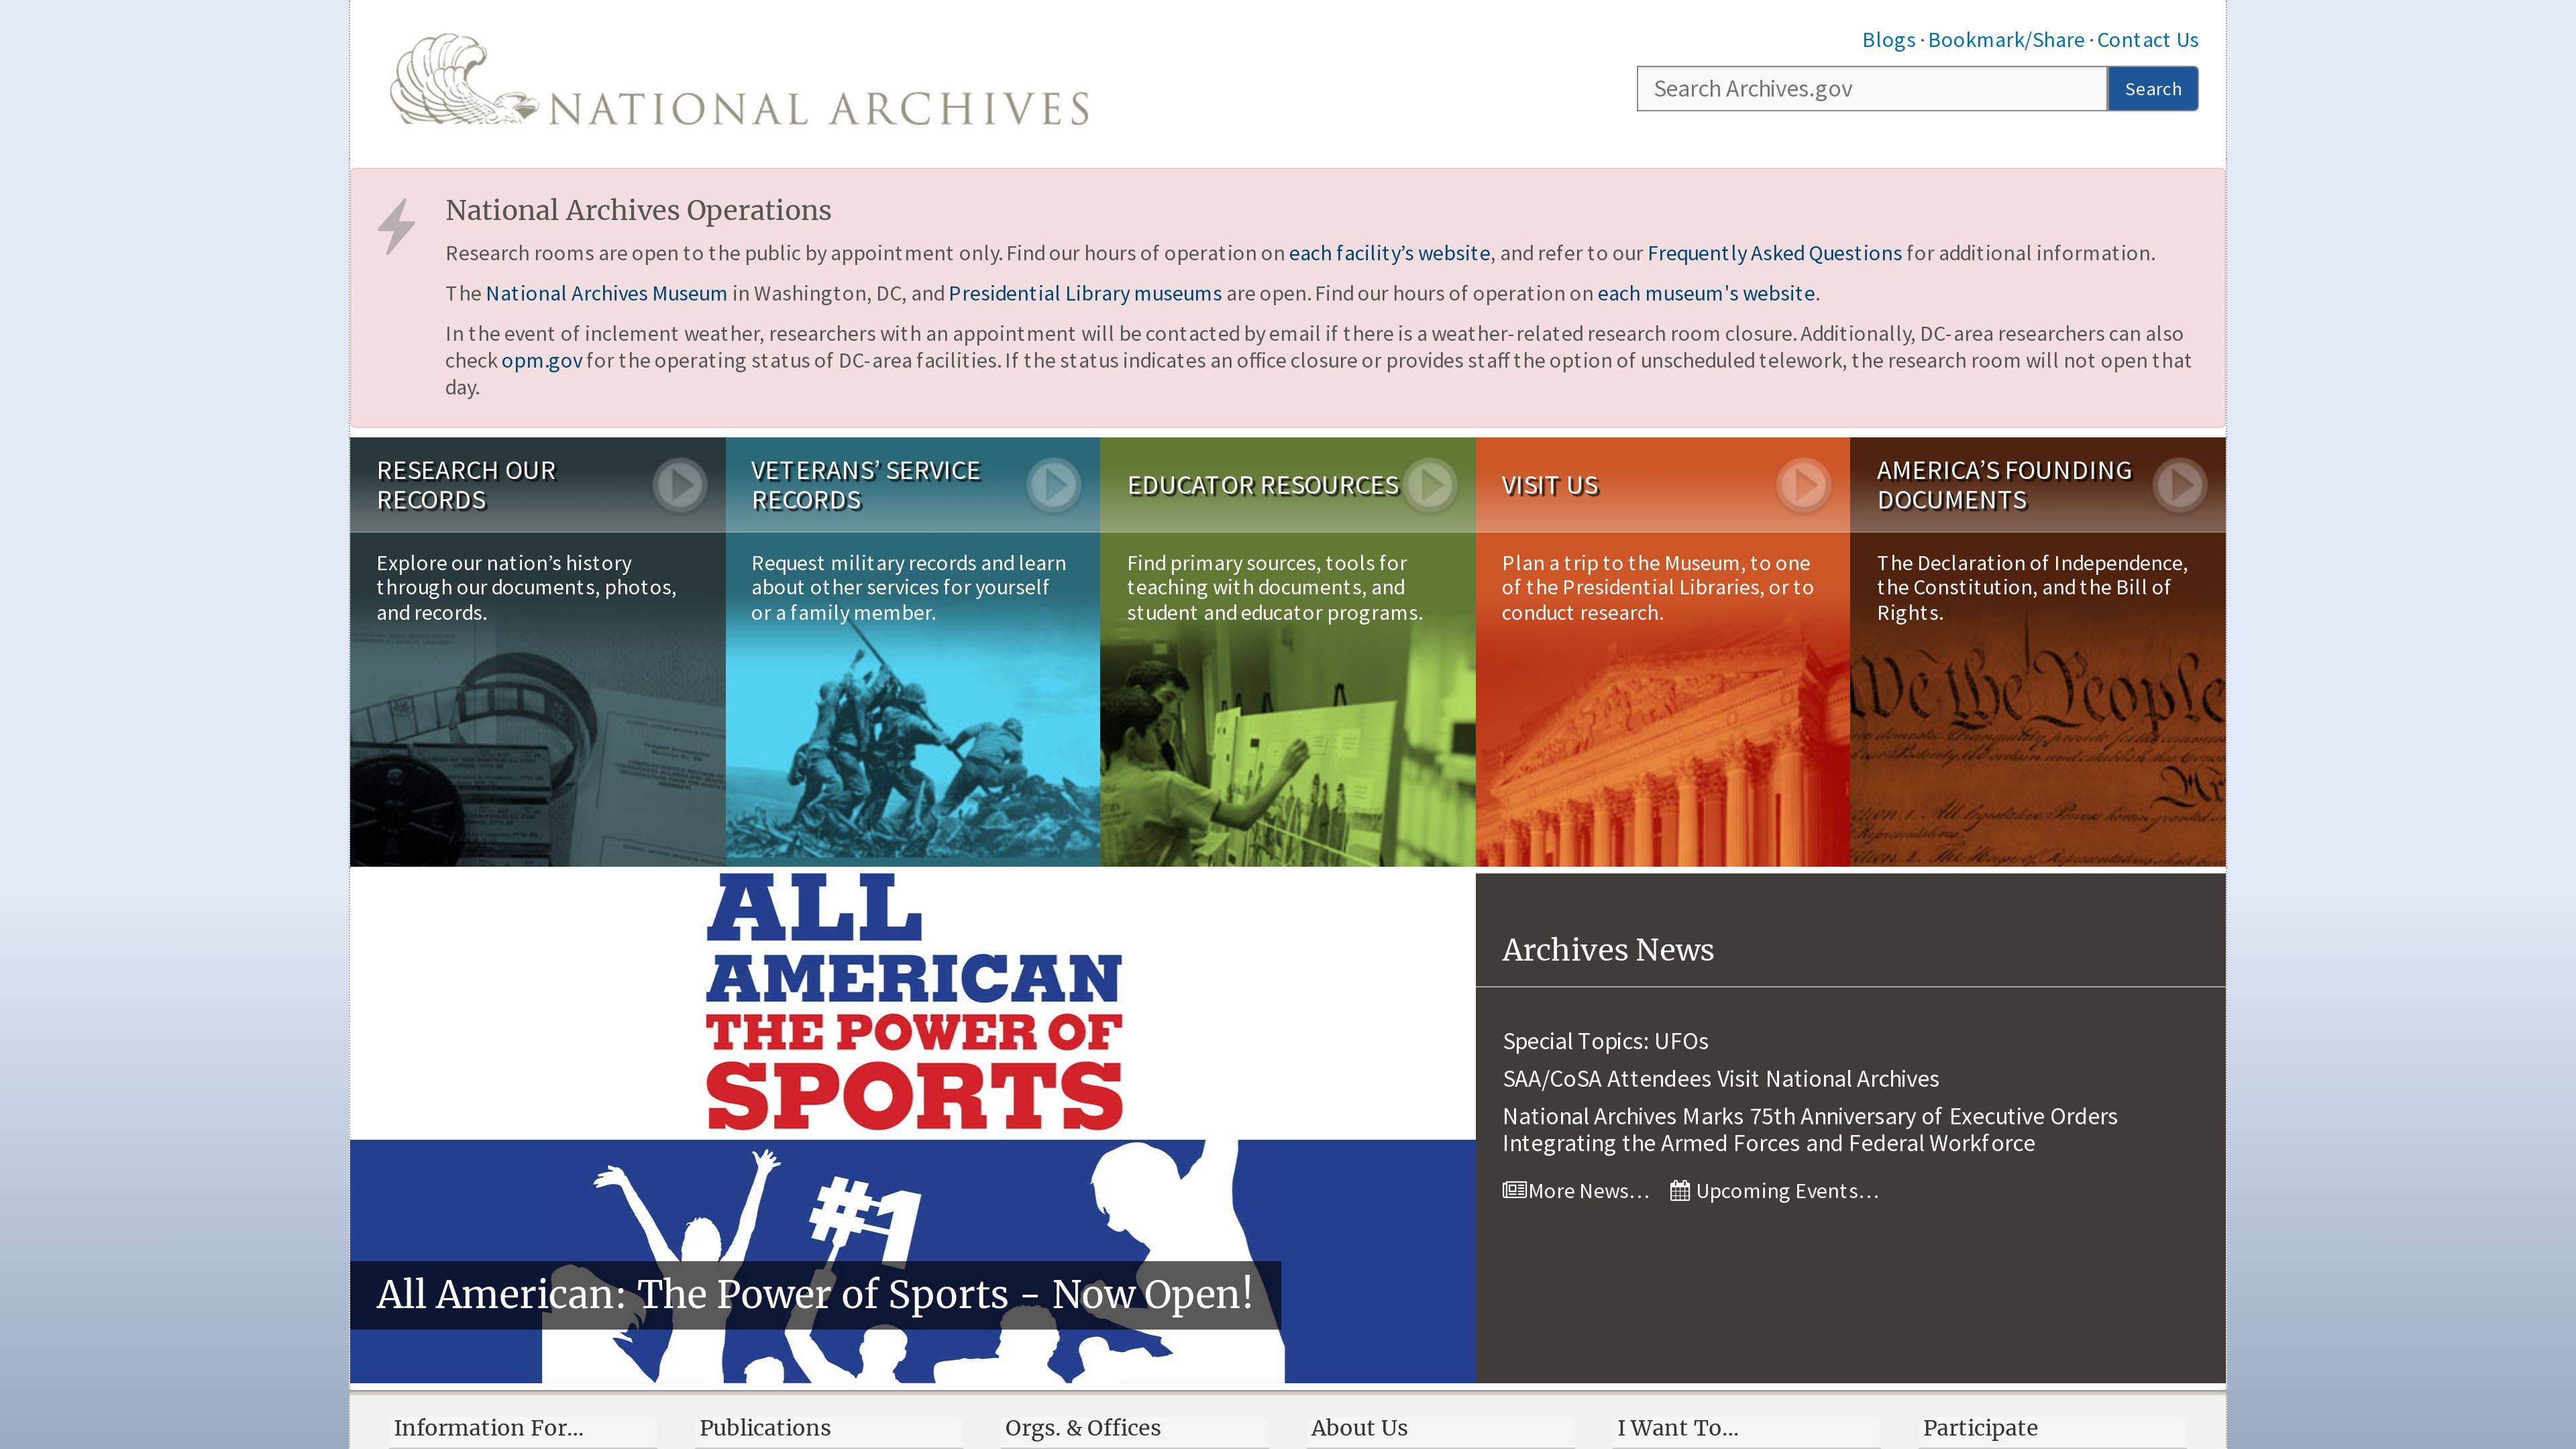 Blogs · Bookmark/Share · Contact Us
NATIONAL ARCHIVES
Search Archives.gov
Search
National Archives Operations
Research rooms are open to the public by appointment only. Find our hours of operation on each facility’s website, and refer to our Frequently Asked Questions for additional information.
The National Archives Museum in Washington, DC, and Presidential Library museums are open. Find our hours of operation on each museum's website.
In the event of inclement weather, researchers with an appointment will be contacted by email if there is a weather-related research room closure. Additionally, DC-area researchers can also
check opm.gov for the operating status of DC-area facilities. If the status indicates an office closure or provides staff the option of unscheduled telework, the research room will not open that
day.
RESEARCH OUR
RECORDS
Explore our nation’s history
through our documents, photos,
and records.
VETERANS’ SERVICE
RECORDS
Request military records and learn
about other services for yourself
or a family member.
EDUCATOR RESOURCES
Find primary sources, tools for
teaching with documents, and
student and educator programs.
VISIT US
Plan a trip to the Museum, to one
of the Presidential Libraries, or to
conduct research.
AMERICA’S FOUNDING
DOCUMENTS
The Declaration of Independence,
the Constitution, and the Bill of
Rights.
We the People
ALL
AMERICAN
THE POWER OF
SPORTS
#1
All American: The Power of Sports - Now Open!
Archives News
Special Topics: UFOs
SAA/CoSA Attendees Visit National Archives
National Archives Marks 75th Anniversary of Executive Orders
Integrating the Armed Forces and Federal Workforce
More News… Upcoming Events…
Information For…
Publications
Orgs. & Offices
About Us
I Want To…
Participate